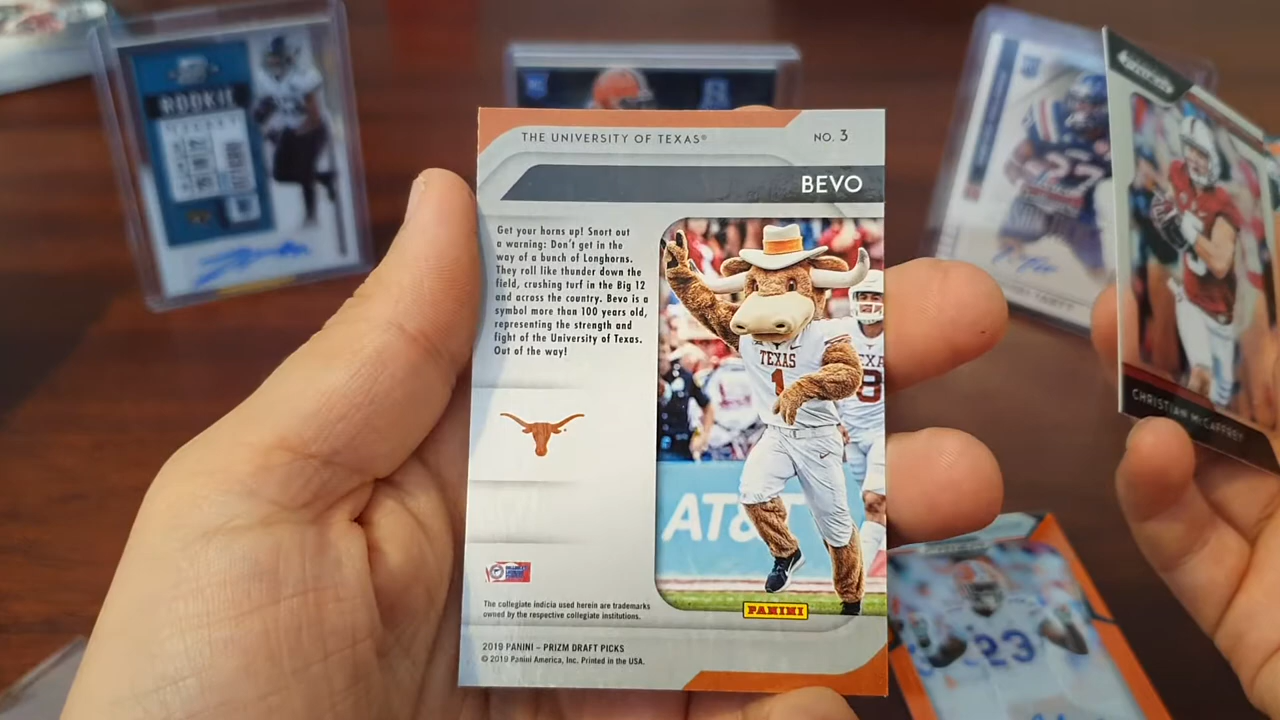 ROOKIE
THE UNIVERSITY OF TEXAS®
NO. 3
BEVO
Get your horns up! Snort out
a warning: Don't get in the
way of a bunch of Longhorns.
They roll like thunder down the
field, crushing turf in the Big 12
and across the country. Bevo is a
symbol more than 100 years old,
representing the strength and
fight of the University of Texas.
Out of the way!
TEXAS
1
AT&T
PANINI
The collegiate indicia used herein are trademarks
owned by the respective collegiate institutions.
2019 PANINI – PRIZM DRAFT PICKS
© 2019 Panini America, Inc. Printed in the USA.
27
CHRISTIAN McCAFFREY
23